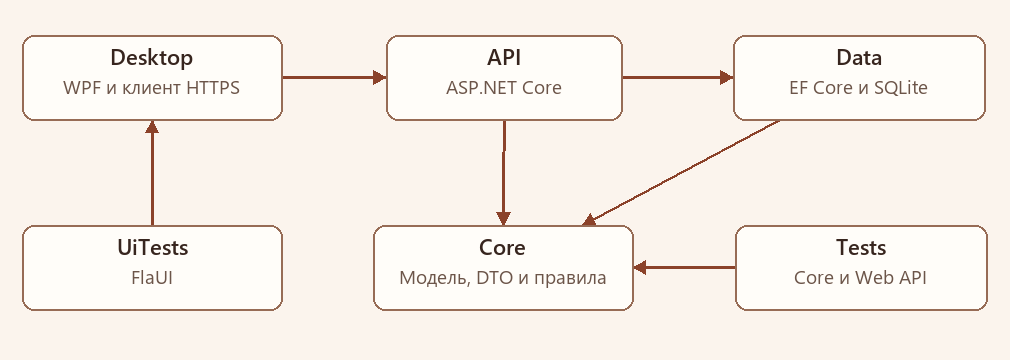 Desktop
WPF и клиент HTTPS
API
ASP.NET Core
Data
EF Core и SQLite
UiTests
FlaUI
Core
Модель, DTO и правила
Tests
Core и Web API